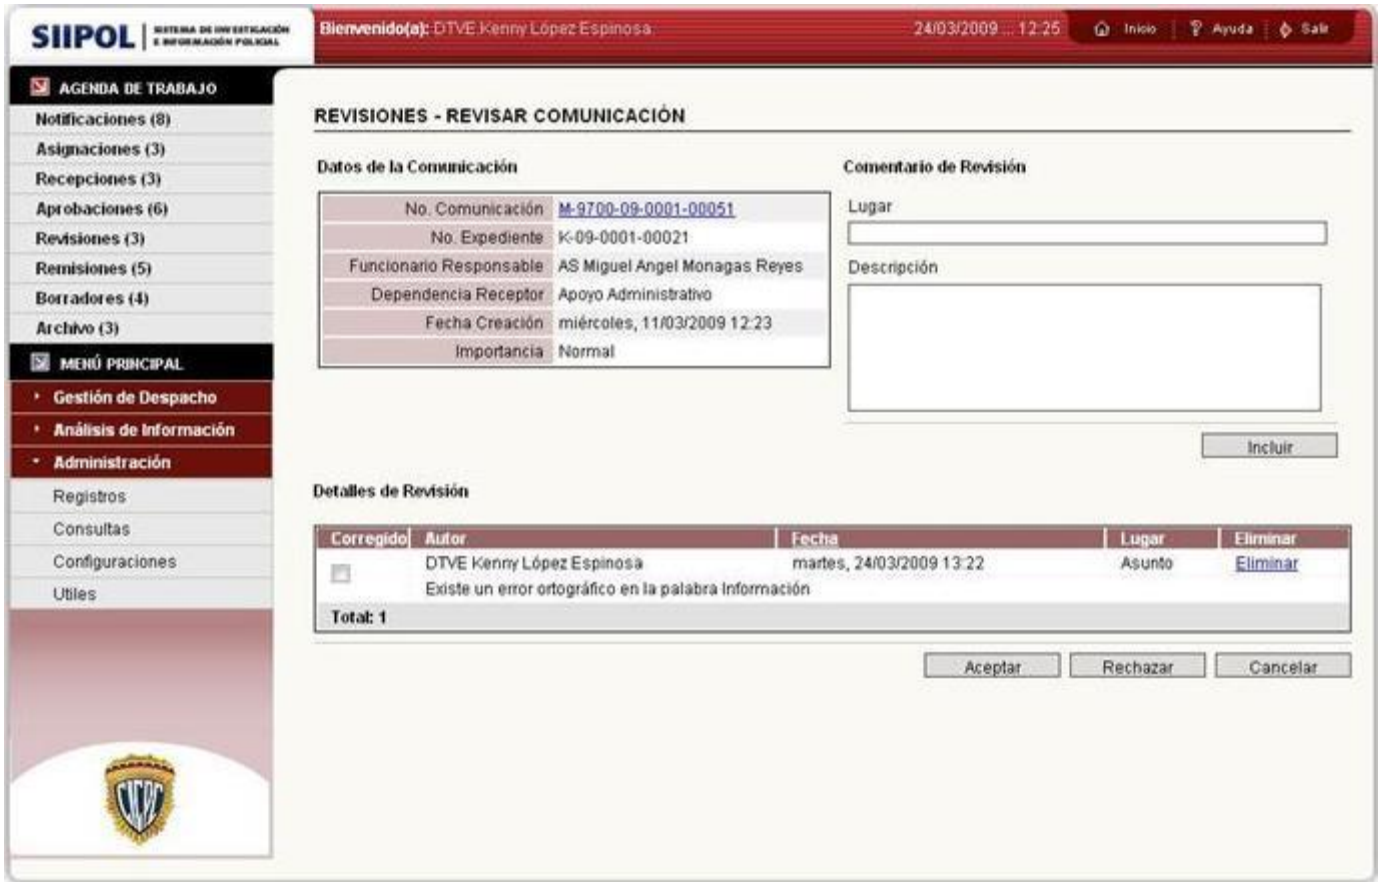 SIIPOL SISTEMA DE INVESTIGACIÓN
E INFORMACIÓN POLICIAL
Bienvenido(a): DTVE Kenny López Espinosa 24/03/2009 ... 12:25 Inicio Ayuda Salir
AGENDA DE TRABAJO
Notificaciones (8)
Asignaciones (3)
Recepciones (3)
Aprobaciones (6)
Revisiones (3)
Remisiones (5)
Borradores (4)
Archivo (3)
MENÚ PRINCIPAL
Gestión de Despacho
Análisis de Información
Administración
Registros
Consultas
Configuraciones
Utiles
CICPC
REVISIONES - REVISAR COMUNICACIÓN
Datos de la Comunicación
No. Comunicación M-9700-09-0001-00051
No. Expediente K-09-0001-00021
Funcionario Responsable AS Miguel Angel Monagas Reyes
Dependencia Receptor Apoyo Administrativo
Fecha Creación miércoles, 11/03/2009 12:23
Importancia Normal
Comentario de Revisión
Lugar
Descripción
Incluir
Detalles de Revisión
Corregido Autor Fecha Lugar Eliminar
DTVE Kenny López Espinosa martes, 24/03/2009 13:22 Asunto Eliminar
Existe un error ortográfico en la palabra Información
Total: 1
Aceptar Rechazar Cancelar